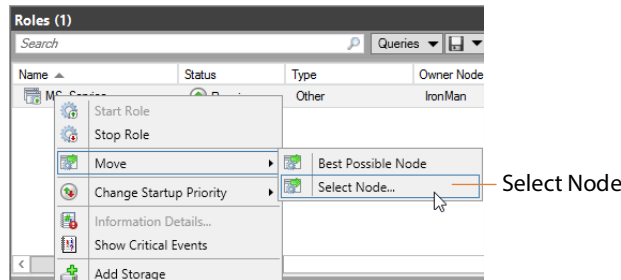 Roles (1)
Search
Queries
Name Status Type Owner Node
Other IronMan
Start Role
Stop Role
Move
Best Possible Node
Select Node...
Select Node
Change Startup Priority
Information Details...
Show Critical Events
Add Storage